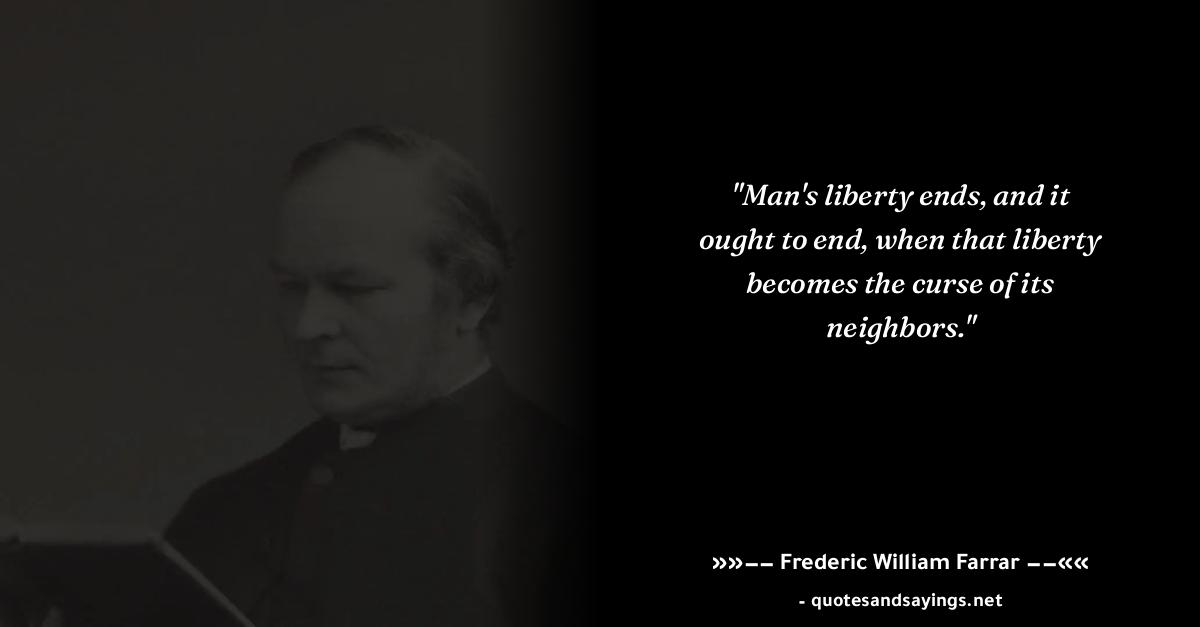 "Man's liberty ends, and it
ought to end, when that liberty
becomes the curse of its
neighbors."
»»−− Frederic William Farrar −−««
- quotesandsayings.net